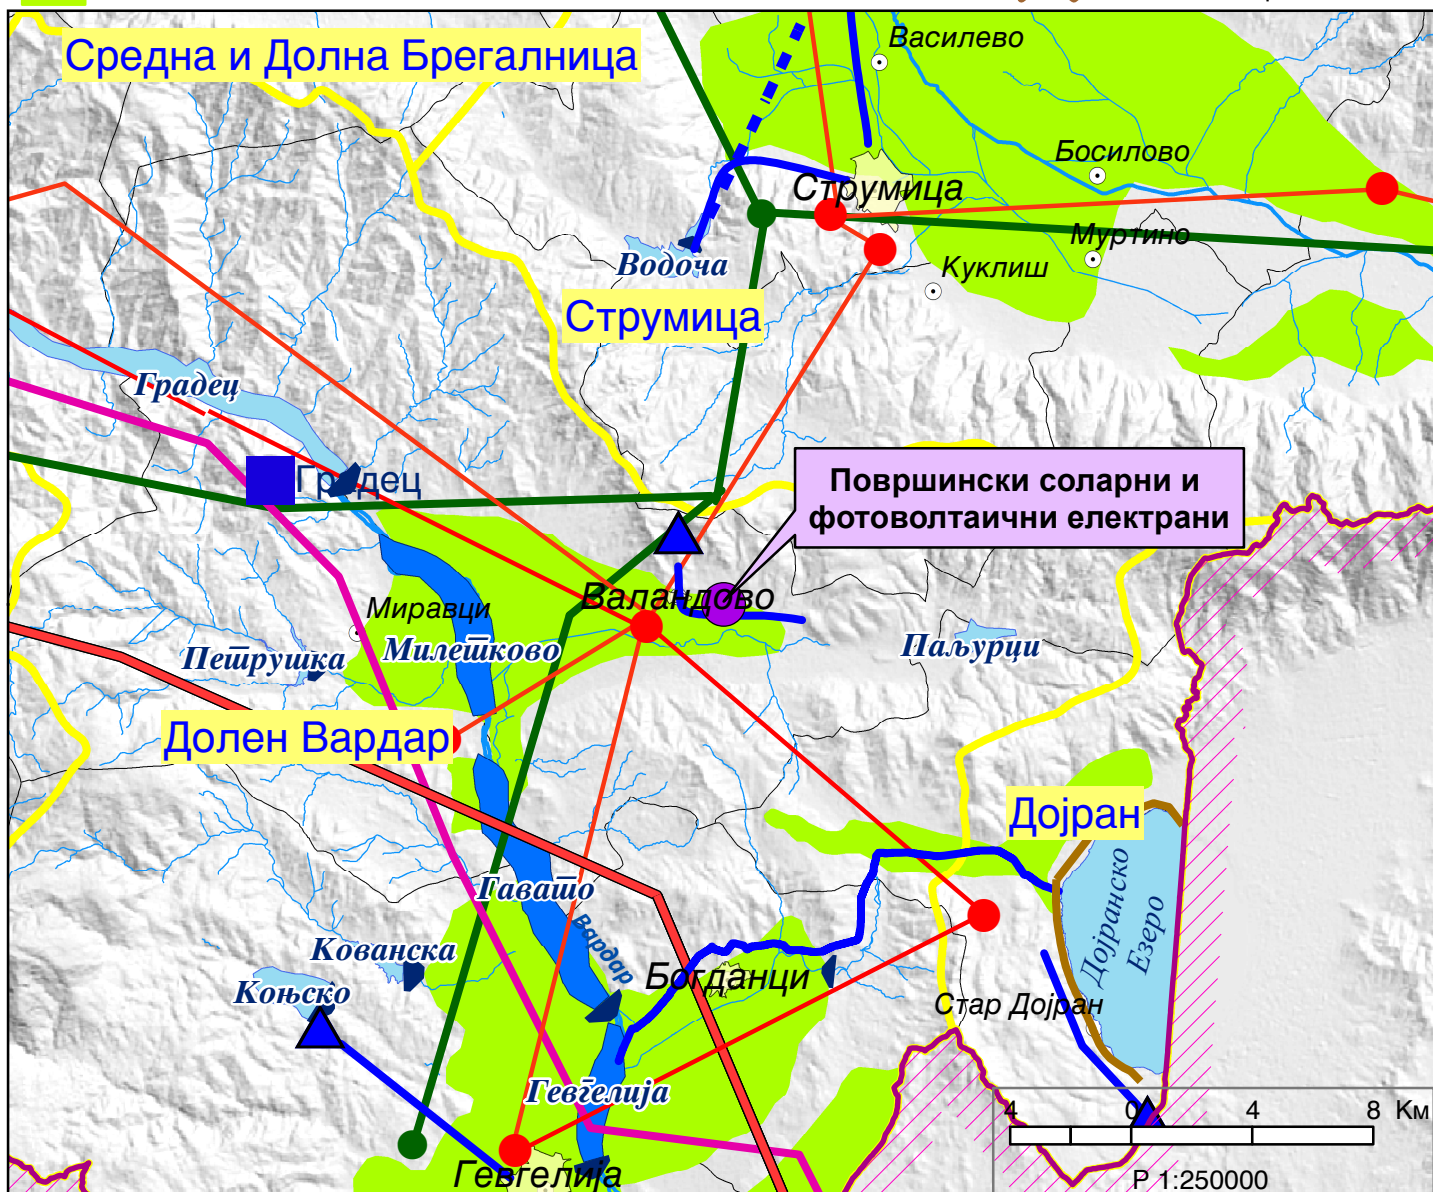 Средна и Долна Брегалница
Василево
Босилово
Струмица
Муртино
Водоча
Куклиш
Струмица
Градец
Градец
Површински соларни и
фотоволтаични електрани
Валандово
Миравци
Милетково
Петрушка
Паљурци
Долен Вардар
Дојран
Гавато
Вардар
Дојранско
Езеро
Кованска
Богданци
Коњско
Стар Дојран
Гевгелија
4 0 4 8 Км
Гевгелија
Р 1:250000